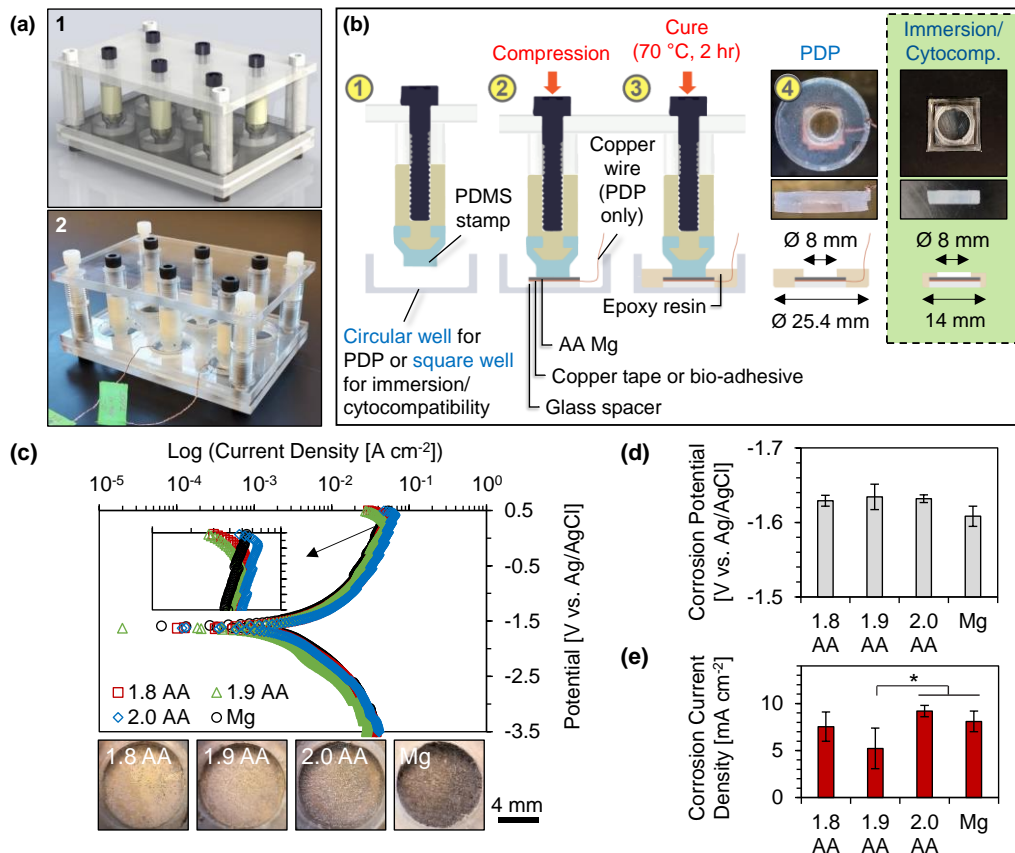 (a)
1
2
(b)
Compression
Cure
(70 °C, 2 hr)
1
2
3
4
PDP
Immersion/
Cytocomp.
Copper
wire
(PDP
only)
PDMS
stamp
Epoxy resin
Circular well for
PDP or square well
for immersion/
cytocompatibility
AA Mg
Copper tape or bio-adhesive
Glass spacer
Ø 8 mm
Ø 25.4 mm
Ø 8 mm
14 mm
(c)
Log (Current Density [A cm-2])
10-5 10-4 10-3 10-2 10-1 100
0.5
-0.5
-1.5
-2.5
-3.5
Potential [V vs. Ag/AgCl]
1.8 AA 1.9 AA
2.0 AA Mg
1.8 AA 1.9 AA 2.0 AA Mg
4 mm
(d)
Corrosion Potential
[V vs. Ag/AgCl]
-1.7
-1.6
-1.5
1.8
AA
1.9
AA
2.0
AA
Mg
(e)
Corrosion Current
Density [mA cm-2]
10
5
0
*
1.8
AA
1.9
AA
2.0
AA
Mg